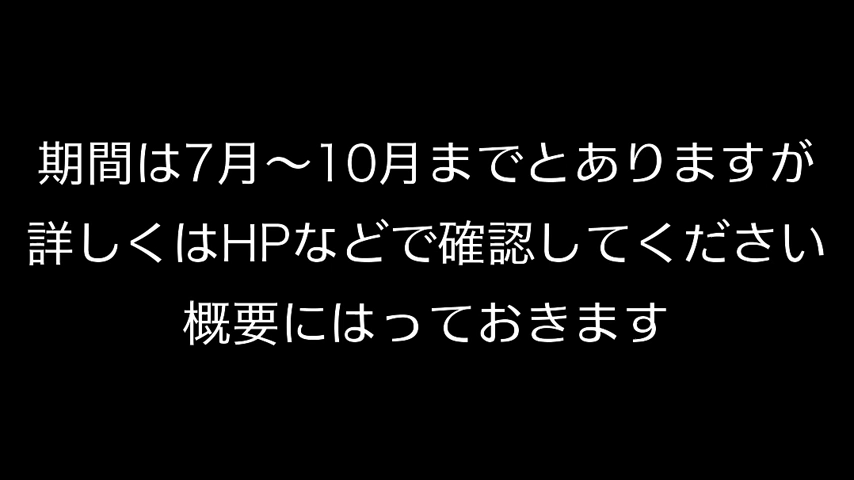 期間は7月〜10月までとありますが
詳しくはHPなどで確認してください
概要にはっておきます